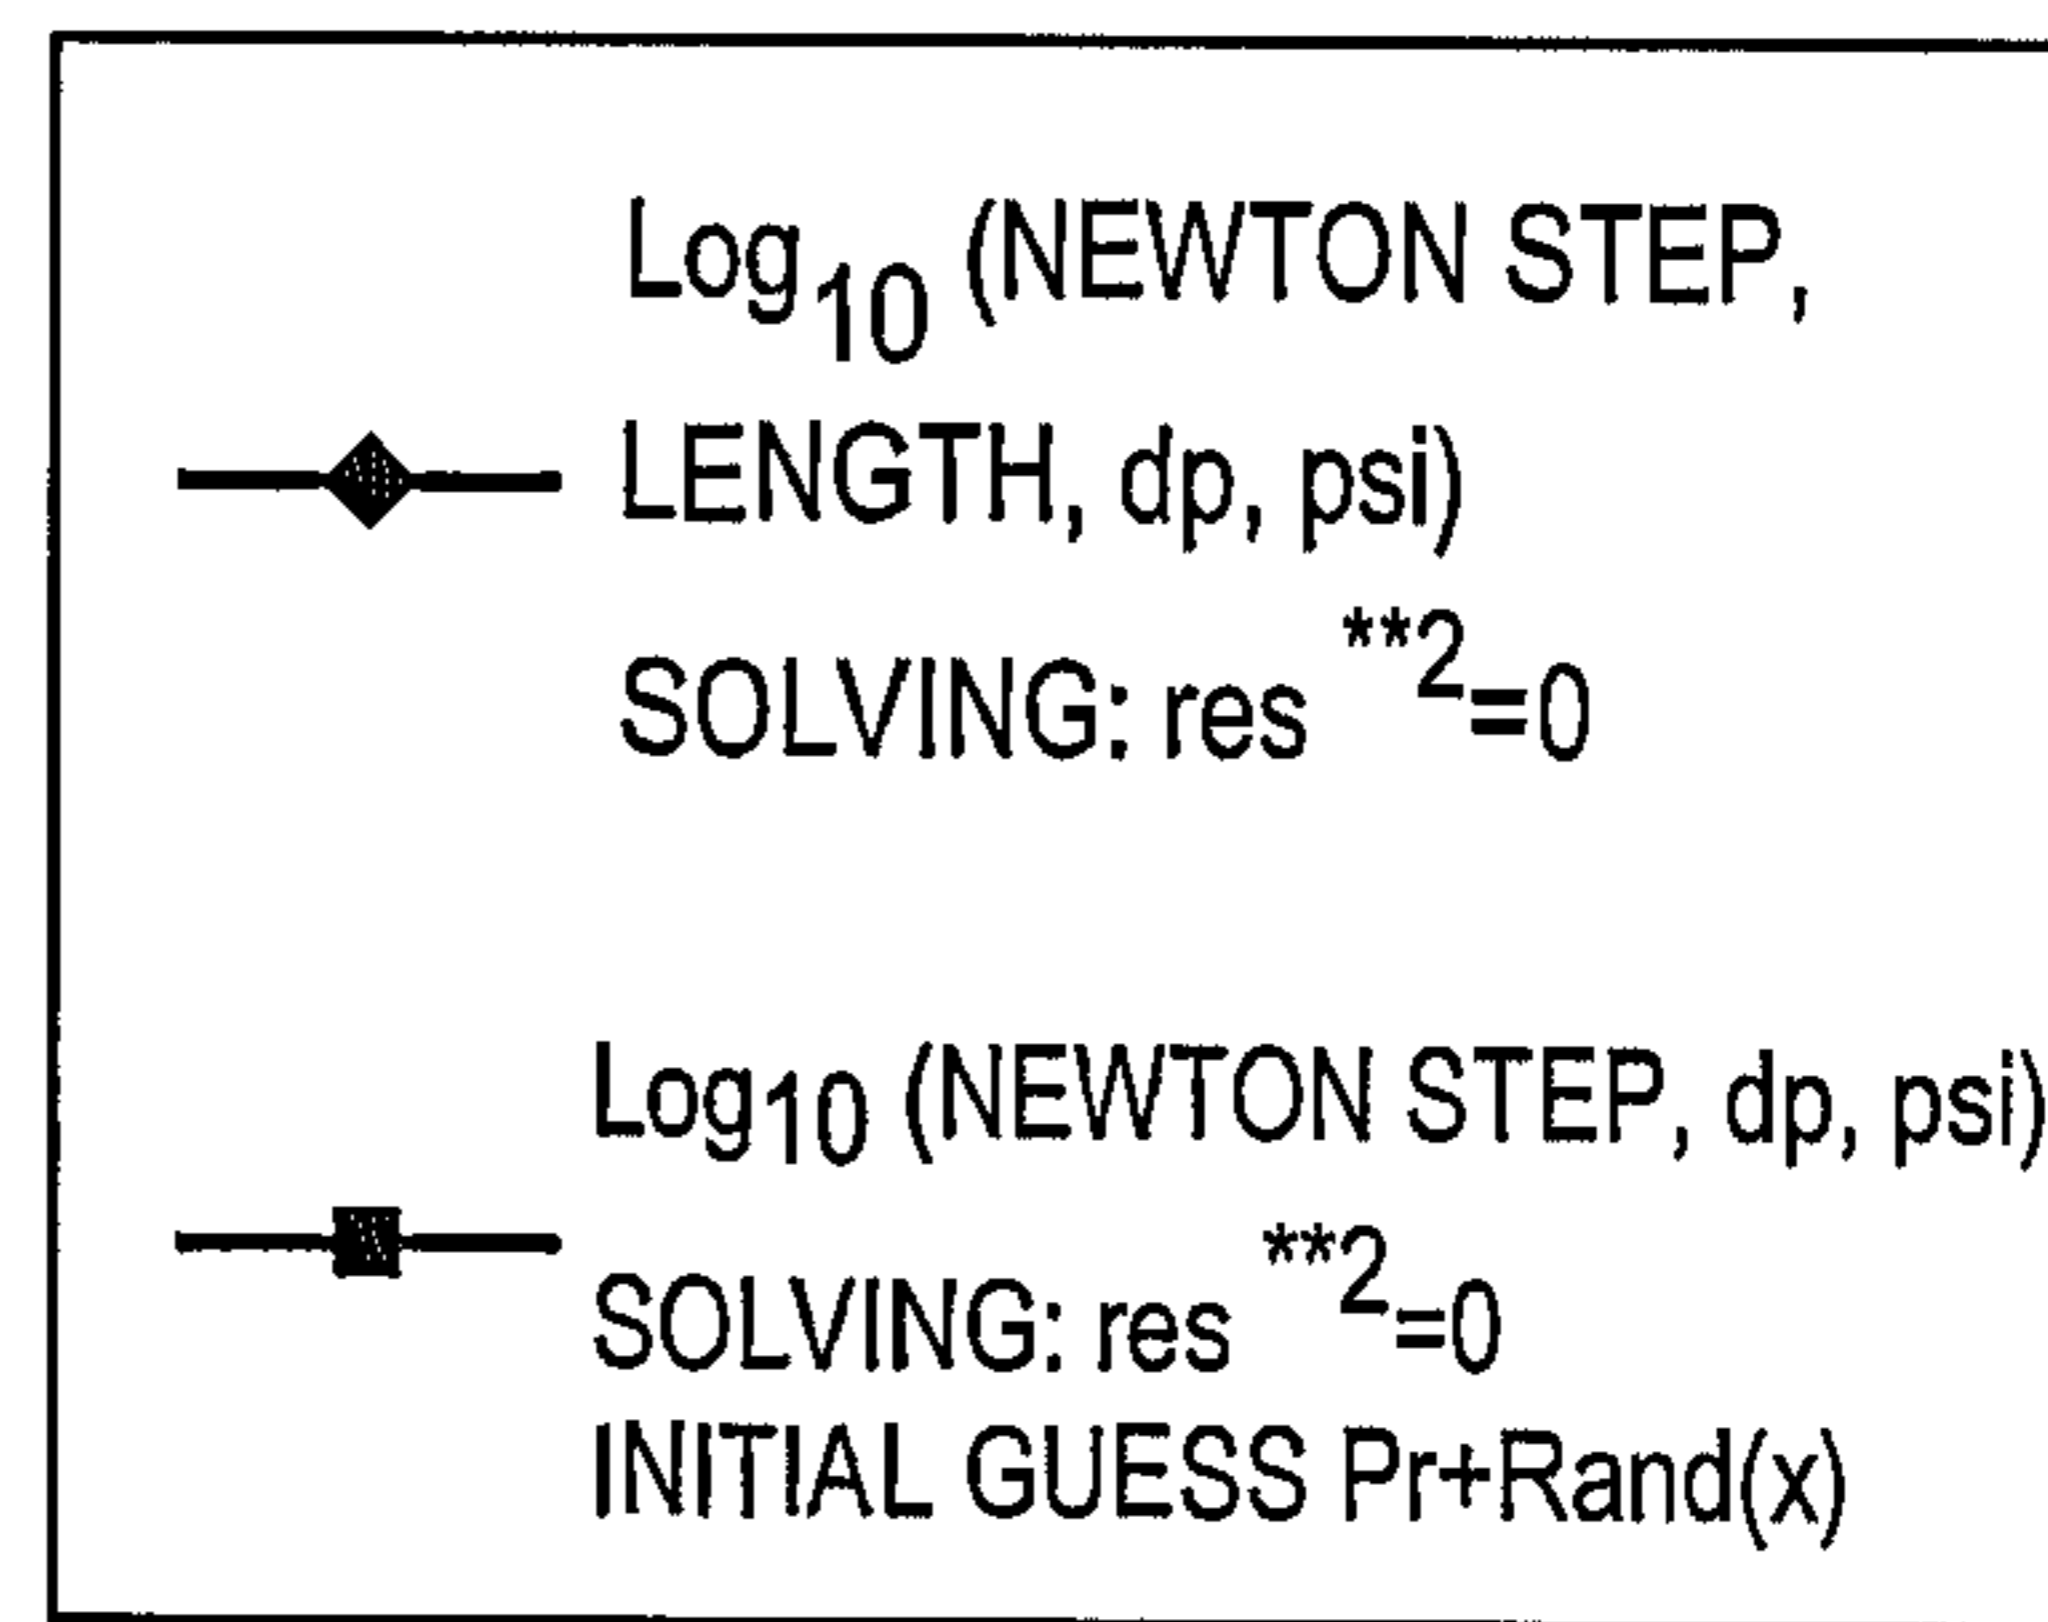 Log10 (NEWTON STEP,
LENGTH, dp, psi)
SOLVING: res **2=0
Log10 (NEWTON STEP, dp, psi)
SOLVING: res **2=0
INITIAL GUESS Pr+Rand(x)